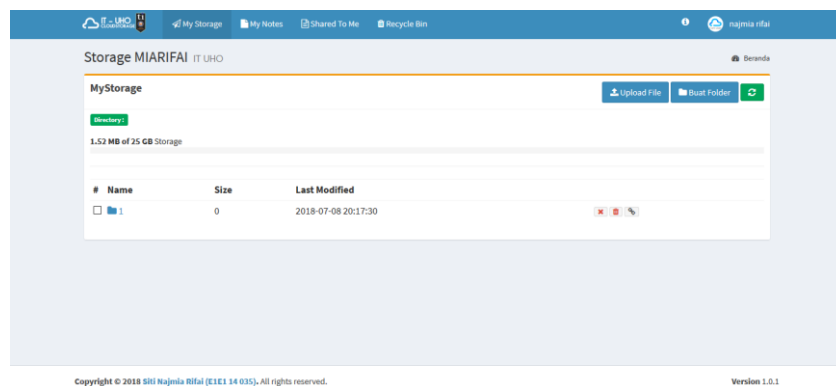 IT - UHO
My Storage
My Notes
Shared To Me
Recycle Bin
najmia rifai
Storage MIARIFAI IT UHO
Beranda
MyStorage
Upload File
Buat Folder
Directory :
1.52 MB of 25 GB Storage
# Name Size Last Modified
1 0 2018-07-08 20:17:30
Copyright © 2018 Siti Najmia Rifai (E1E1 14 035). All rights reserved.
Version 1.0.1